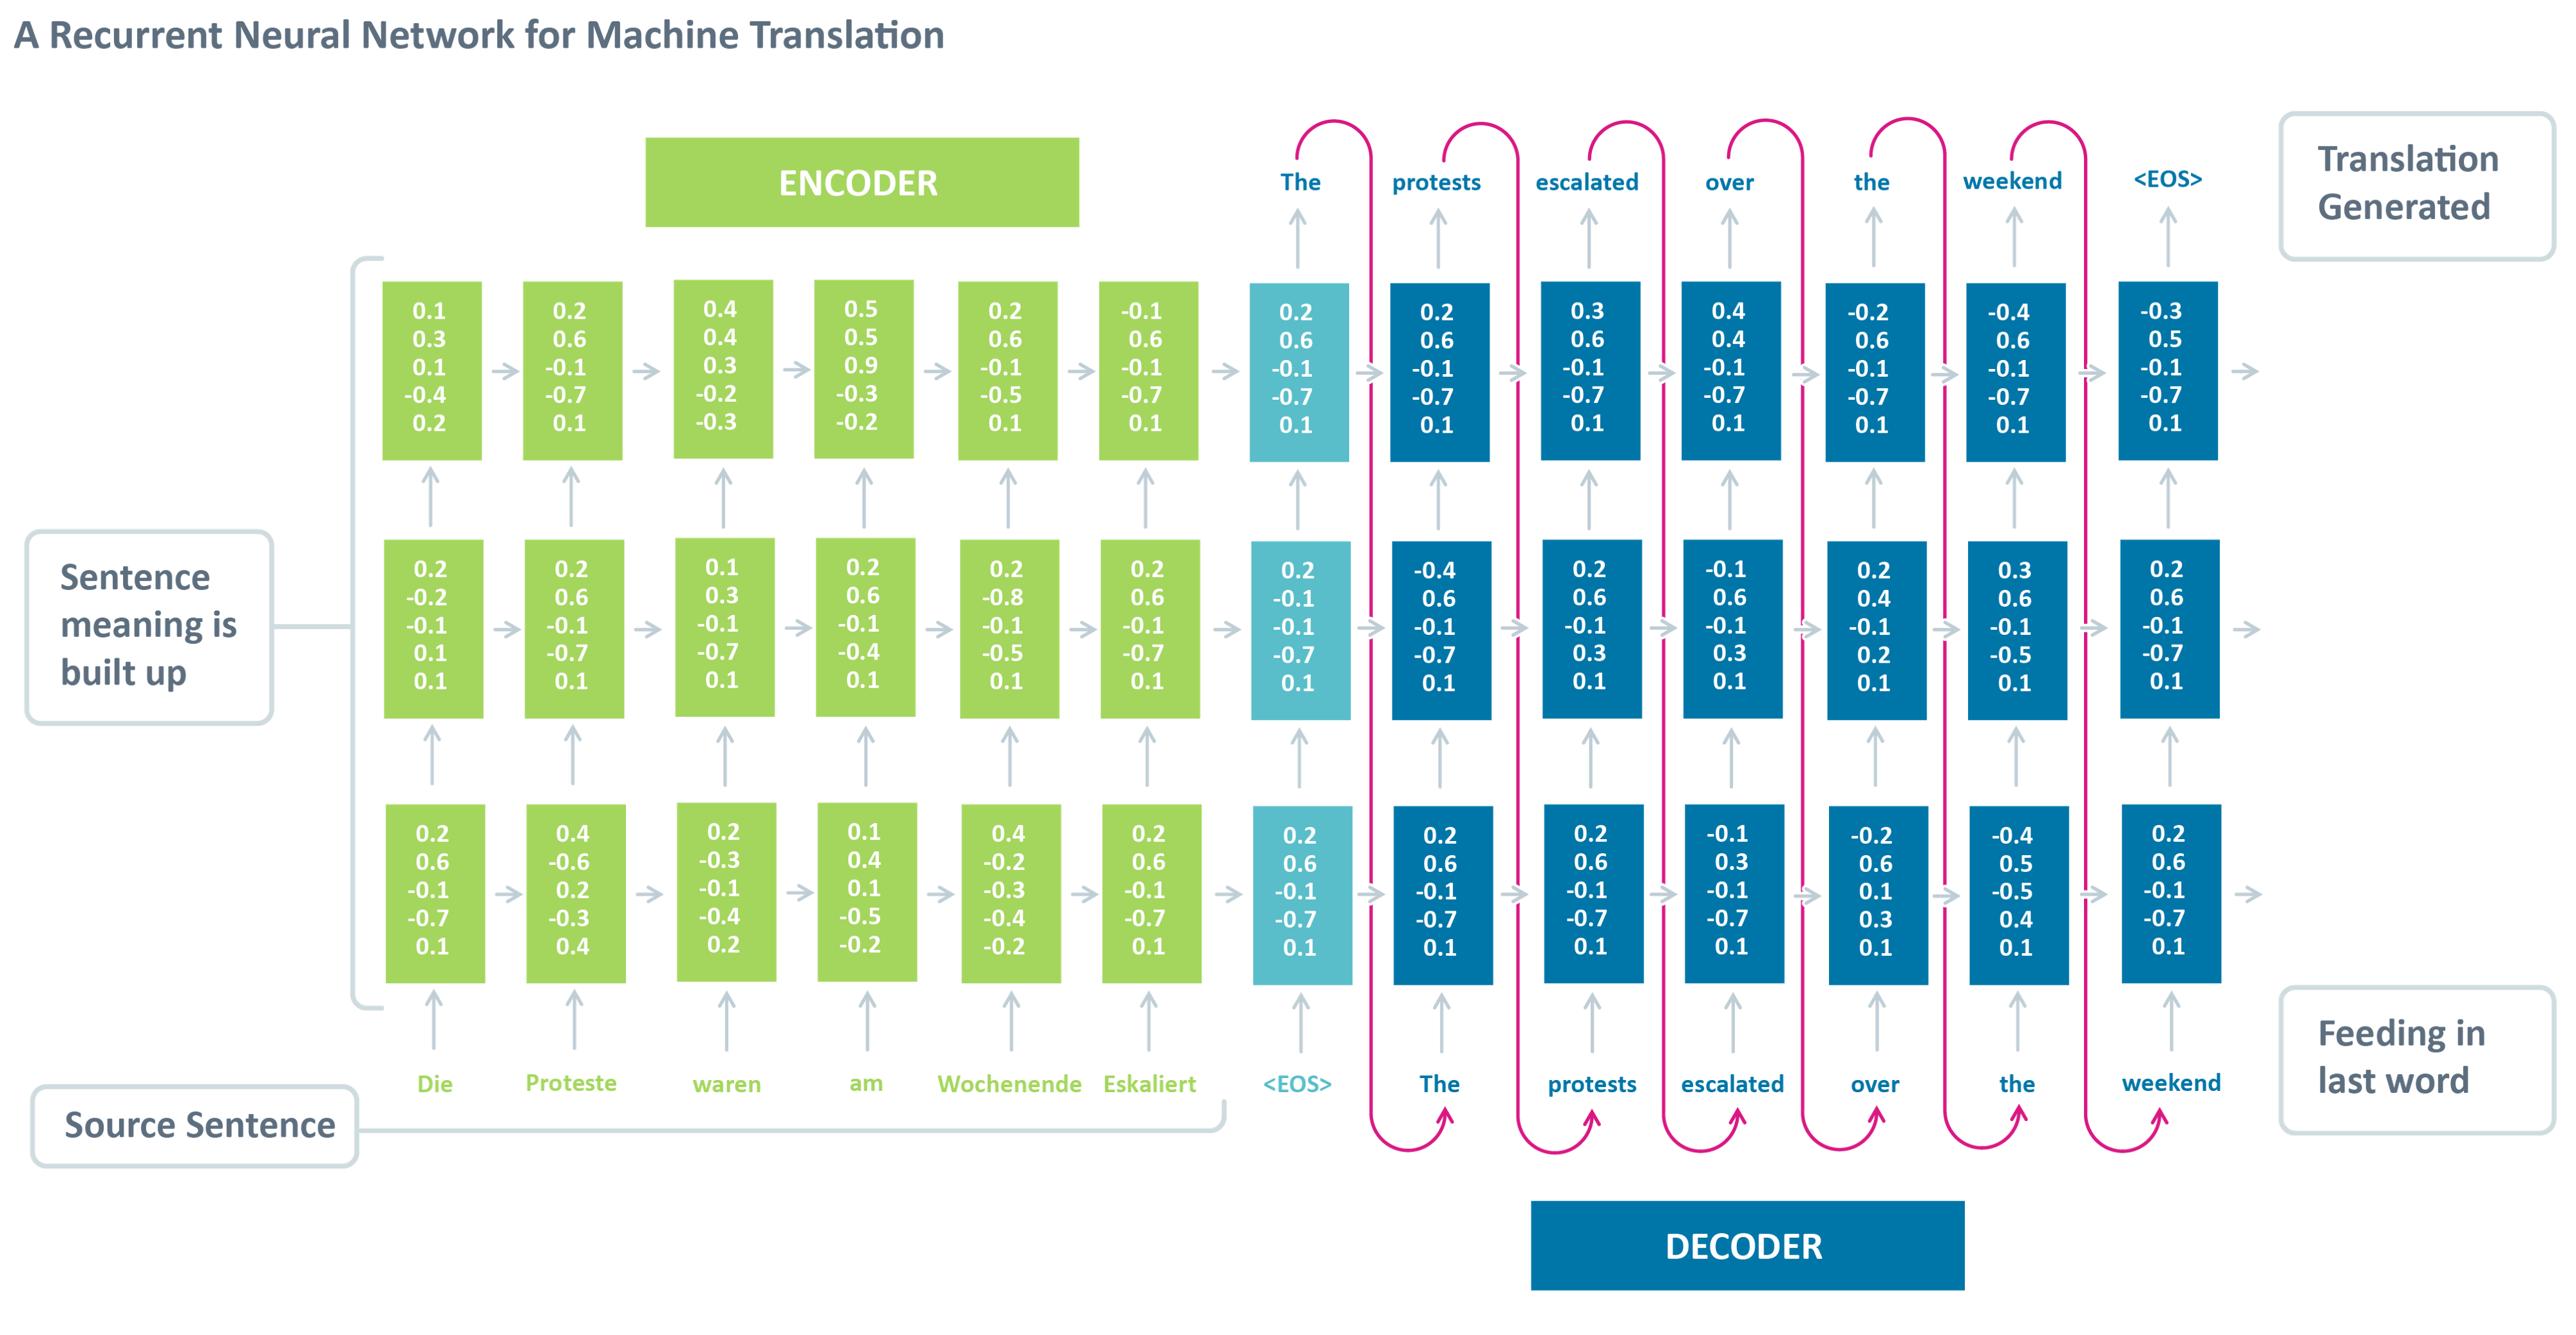 A Recurrent Neural Network for Machine Translation
ENCODER
The protests escalated over the weekend <EOS>
Translation
Generated
0.1 0.2 0.4 0.5 0.2 -0.1 0.2 0.2 0.3 0.4 -0.2 -0.4 -0.3
0.3 0.6 0.4 0.5 0.6 0.6 0.6 0.6 0.6 0.4 0.6 0.6 0.5
0.1 -0.1 0.3 0.9 -0.1 -0.1 -0.1 -0.1 -0.1 -0.1 -0.1 -0.1 -0.1
-0.4 -0.7 -0.2 -0.3 -0.5 -0.7 -0.7 -0.7 -0.7 -0.7 -0.7 -0.7 -0.7
0.2 0.1 -0.3 -0.2 0.1 0.1 0.1 0.1 0.1 0.1 0.1 0.1 0.1
Sentence
meaning is
built up
0.2 0.2 0.1 0.2 0.2 0.2 0.2 -0.4 0.2 -0.1 0.2 0.3 0.2
-0.2 0.6 0.3 0.6 -0.8 0.6 -0.1 0.6 0.6 0.6 0.4 0.6 0.6
-0.1 -0.1 -0.1 -0.1 -0.1 -0.1 -0.1 -0.1 -0.1 -0.1 -0.1 -0.1 -0.1
0.1 -0.7 -0.7 -0.4 -0.5 -0.7 -0.7 -0.7 0.3 0.3 0.2 -0.5 -0.7
0.1 0.1 0.1 0.1 0.1 0.1 0.1 0.1 0.1 0.1 0.1 0.1 0.1
0.2 0.4 0.2 0.1 0.4 0.2 0.2 0.2 0.2 -0.1 -0.2 -0.4 0.2
0.6 -0.6 -0.3 0.4 -0.2 0.6 0.6 0.6 0.6 0.3 0.6 0.5 0.6
-0.1 0.2 -0.1 0.1 -0.3 -0.1 -0.1 -0.1 -0.1 -0.1 0.1 -0.5 -0.1
-0.7 -0.3 -0.4 -0.5 -0.4 -0.7 -0.7 -0.7 -0.7 -0.7 0.3 0.4 -0.7
0.1 0.4 0.2 -0.2 -0.2 0.1 0.1 0.1 0.1 0.1 0.1 0.1 0.1
Die Proteste waren am Wochenende Eskaliert <EOS> The protests escalated over the weekend
Feeding in
last word
Source Sentence
DECODER